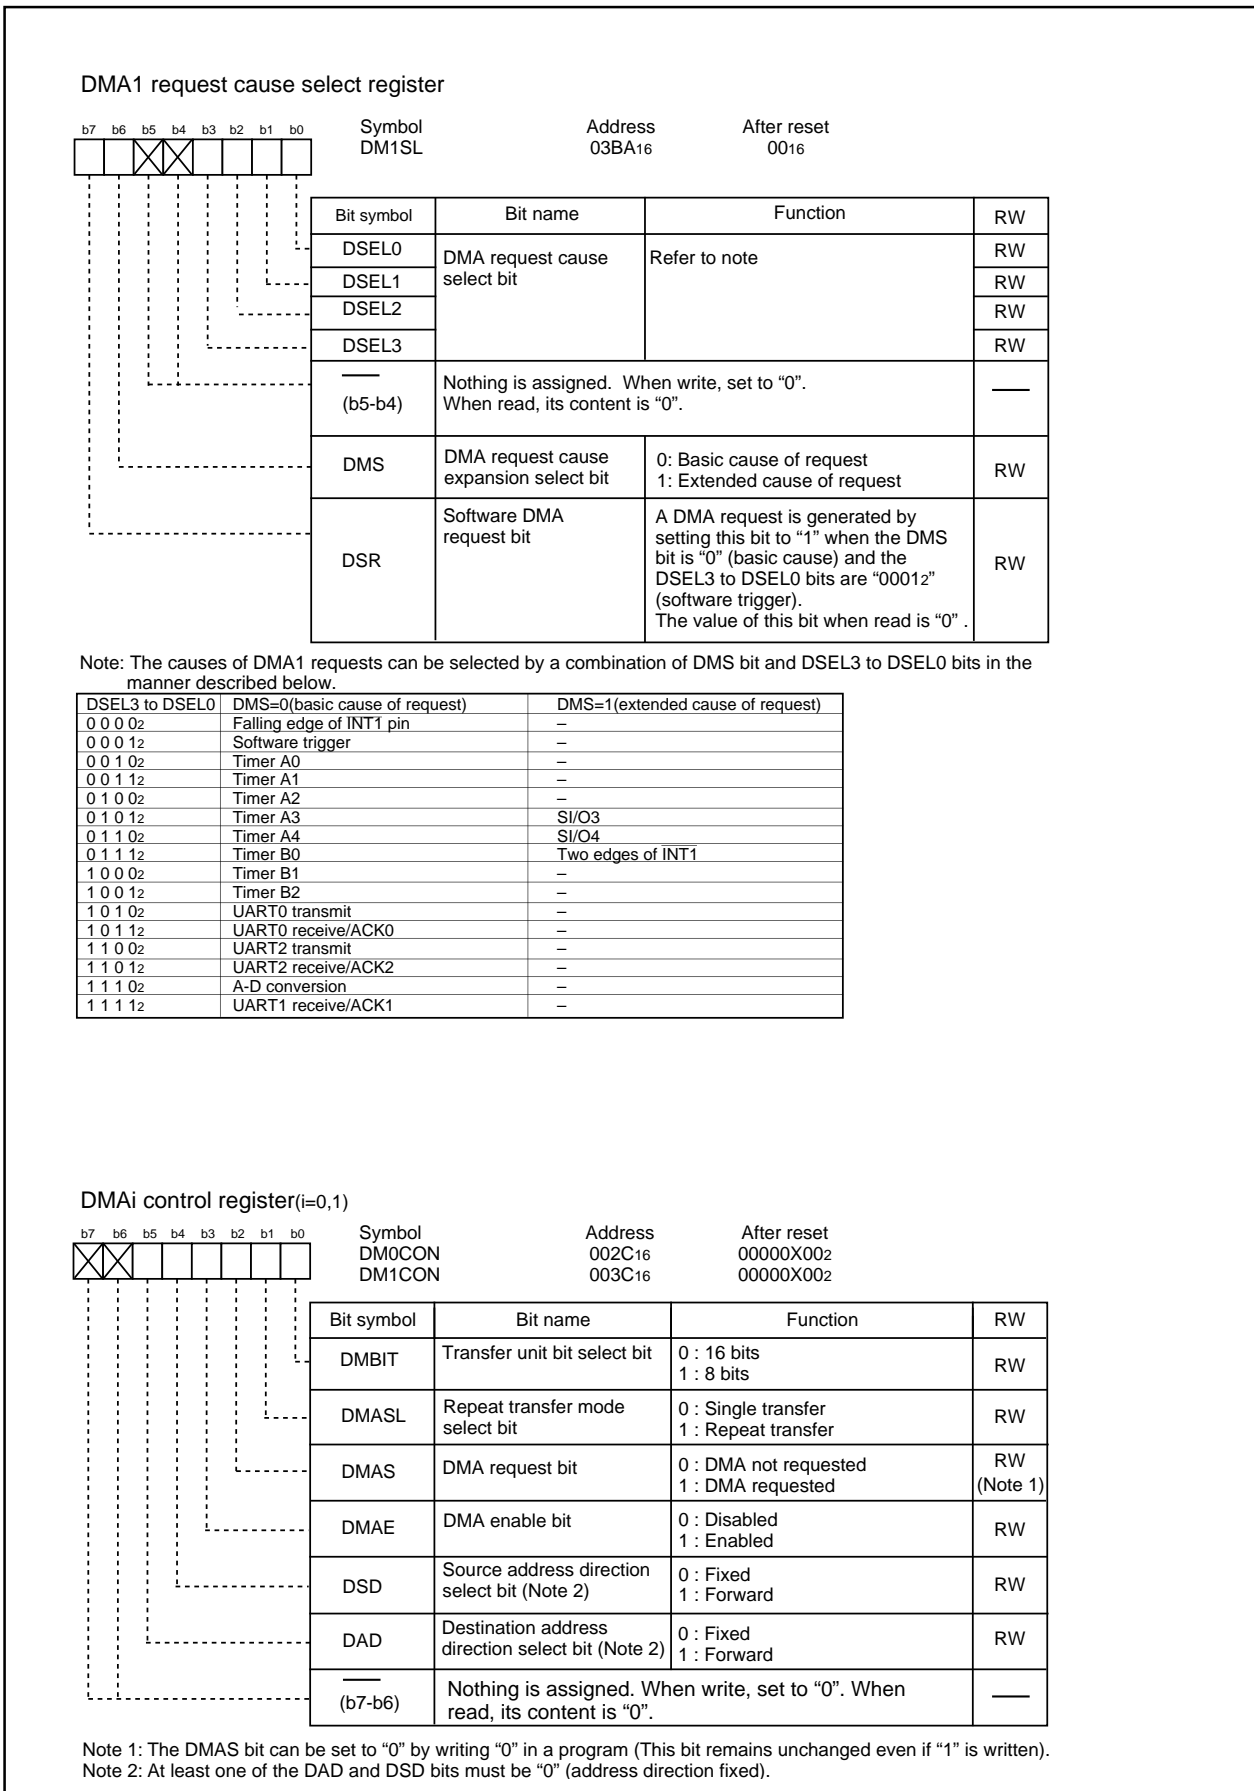 DMA1 request cause select register
b7 b6 b5 b4 b3 b2 b1 b0
Symbol Address After reset
DM1SL 03BA16 0016
Bit symbol Bit name Function RW
DSEL0 DMA request cause select bit Refer to note RW
DSEL1 RW
DSEL2 RW
DSEL3 RW
(b5-b4) Nothing is assigned. When write, set to “0”.
When read, its content is “0”.
DMS DMA request cause expansion select bit 0: Basic cause of request RW
1: Extended cause of request
DSR Software DMA request bit A DMA request is generated by RW
setting this bit to “1” when the DMS
bit is “0” (basic cause) and the
DSEL3 to DSEL0 bits are “00012”
(software trigger).
The value of this bit when read is “0” .
Note: The causes of DMA1 requests can be selected by a combination of DMS bit and DSEL3 to DSEL0 bits in the
manner described below.
DSEL3 to DSEL0 DMS=0(basic cause of request) DMS=1(extended cause of request)
0 0 0 02 Falling edge of INT1 pin –
0 0 0 12 Software trigger –
0 0 1 02 Timer A0 –
0 0 1 12 Timer A1 –
0 1 0 02 Timer A2 –
0 1 0 12 Timer A3 SI/O3
0 1 1 02 Timer A4 SI/O4
0 1 1 12 Timer B0 Two edges of INT1
1 0 0 02 Timer B1 –
1 0 0 12 Timer B2 –
1 0 1 02 UART0 transmit –
1 0 1 12 UART0 receive/ACK0 –
1 1 0 02 UART2 transmit –
1 1 0 12 UART2 receive/ACK2 –
1 1 1 02 A-D conversion –
1 1 1 12 UART1 receive/ACK1 –
DMAi control register(i=0,1)
b7 b6 b5 b4 b3 b2 b1 b0
Symbol Address After reset
DM0CON 002C16 00000X002
DM1CON 003C16 00000X002
Bit symbol Bit name Function RW
DMBIT Transfer unit bit select bit 0 : 16 bits RW
1 : 8 bits
DMASL Repeat transfer mode select bit 0 : Single transfer RW
1 : Repeat transfer
DMAS DMA request bit 0 : DMA not requested RW
1 : DMA requested (Note 1)
DMAE DMA enable bit 0 : Disabled RW
1 : Enabled
DSD Source address direction select bit (Note 2) 0 : Fixed RW
1 : Forward
DAD Destination address direction select bit (Note 2) 0 : Fixed RW
1 : Forward
(b7-b6) Nothing is assigned. When write, set to “0”. When
read, its content is “0”.
Note 1: The DMAS bit can be set to “0” by writing “0” in a program (This bit remains unchanged even if “1” is written).
Note 2: At least one of the DAD and DSD bits must be “0” (address direction fixed).